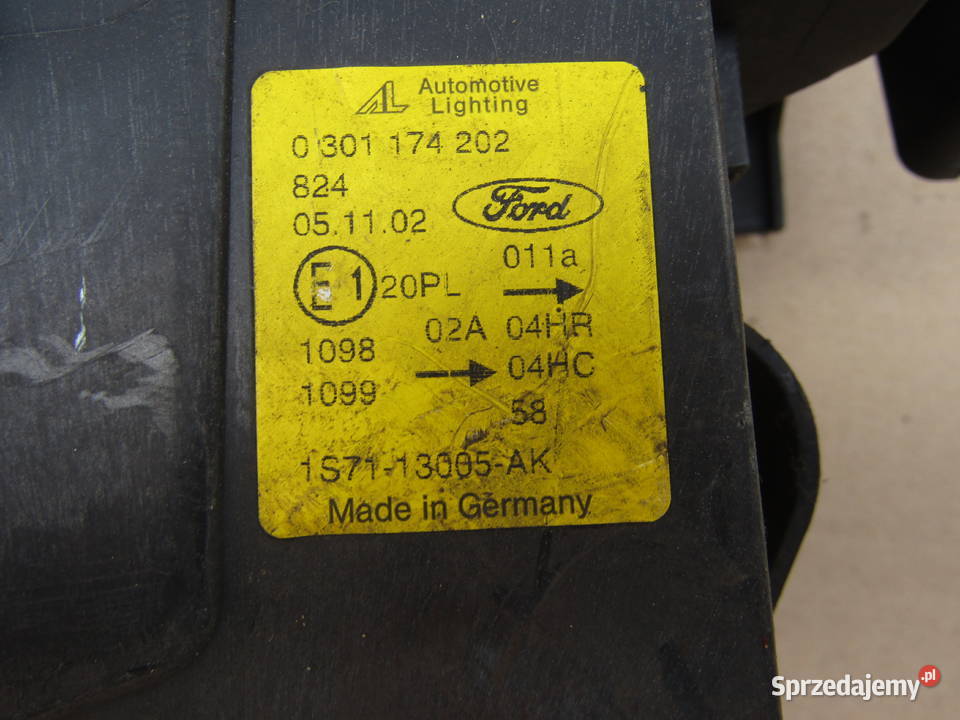 AL Automotive
Lighting
0 301 174 202
824
Ford
05.11.02
011a
E1 20PL
02A 04HR
1098
04HC
1099
58
1S71-13005-AK
Made in Germany
Sprzedajemy.pl